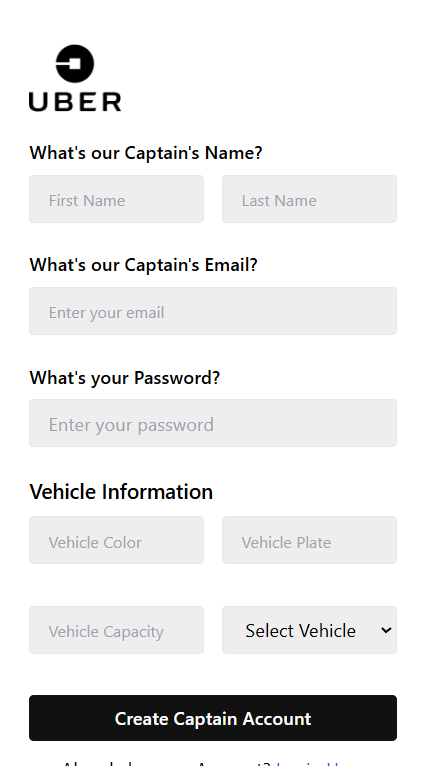 UBER
What's our Captain's Name?
First Name Last Name
What's our Captain's Email?
Enter your email
What's your Password?
Enter your password
Vehicle Information
Vehicle Color Vehicle Plate
Vehicle Capacity Select Vehicle
Create Captain Account